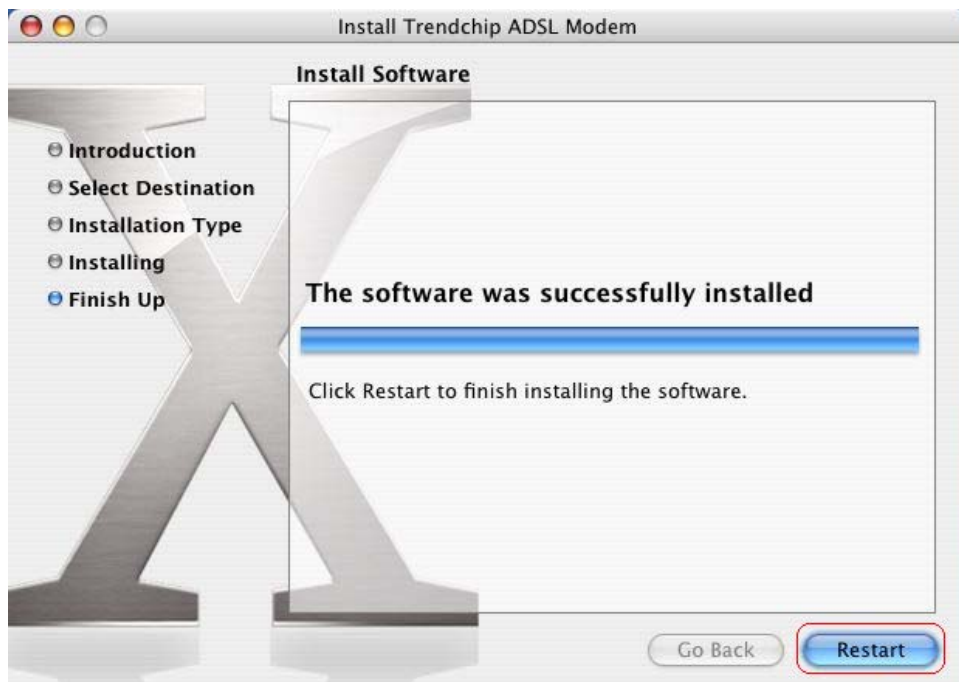 Install Trendchip ADSL Modem
Install Software
Introduction
Select Destination
Installation Type
Installing
Finish Up
The software was successfully installed
Click Restart to finish installing the software.
Go Back
Restart